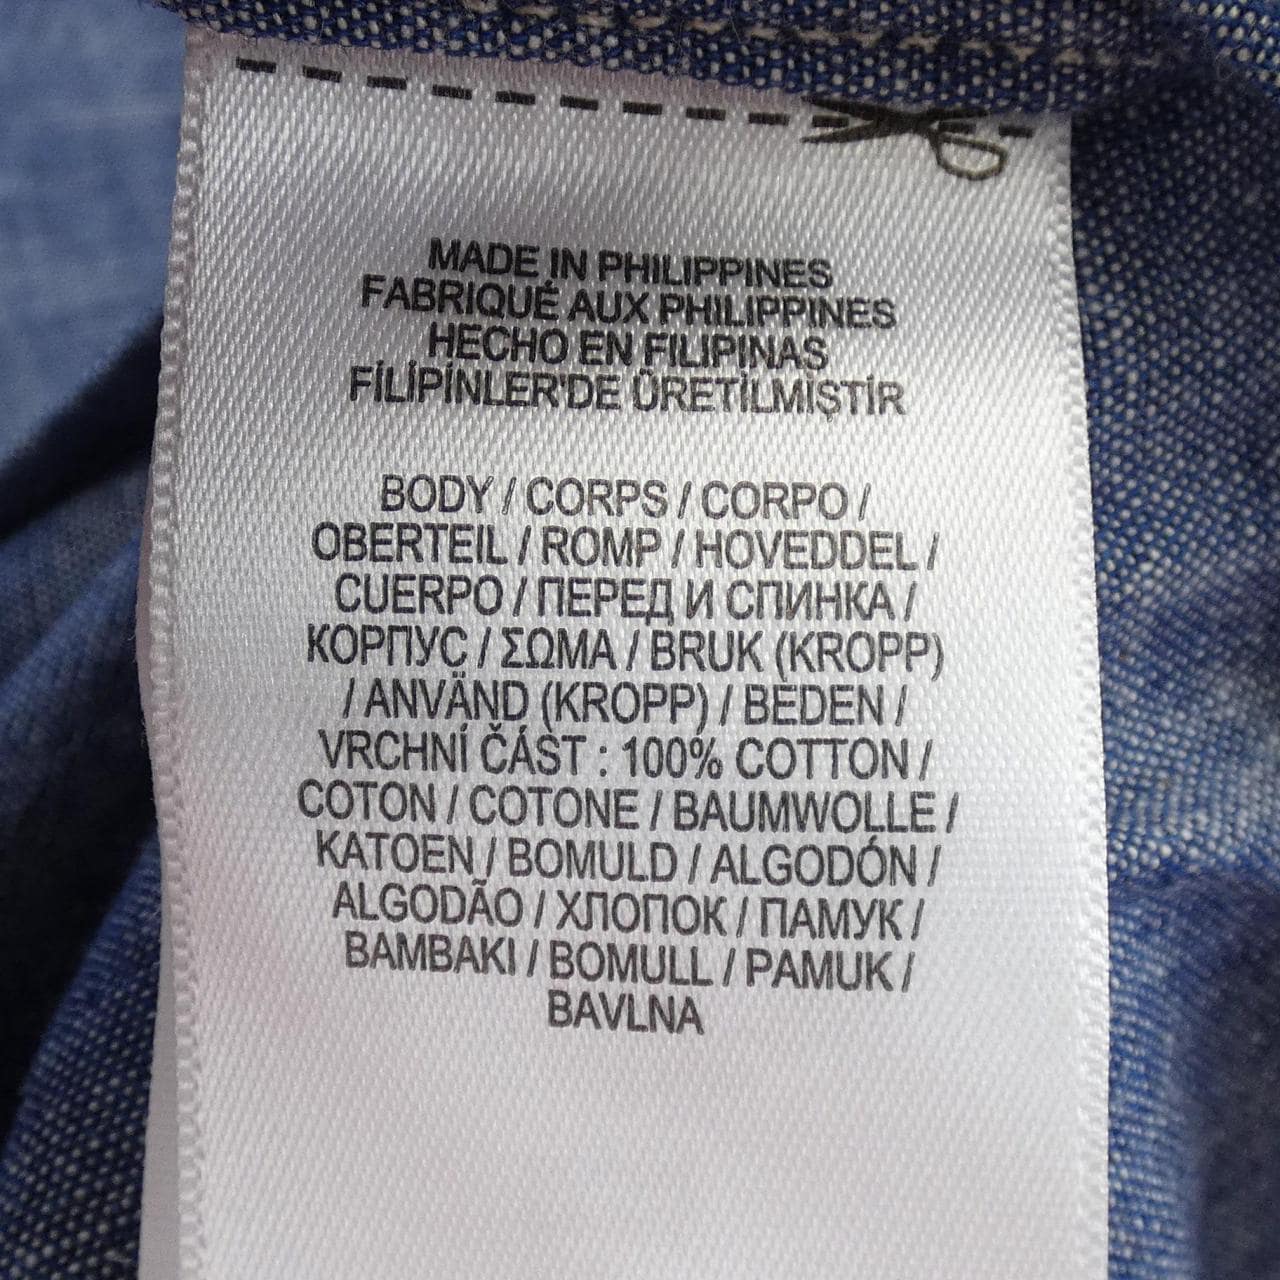 MADE IN PHILIPPINES
FABRIQUÉ AUX PHILIPPINES
HECHO EN FILIPINAS
FİLİPİNLER'DE ÜRETİLMİŞTİR
BODY / CORPS / CORPO /
OBERTEIL / ROMP / HOVEDDEL /
CUERPO / ПЕРЕД И СПИНКА /
КОРПУС / ΣΩΜΑ / BRUK (KROPP)
/ ANVÄND (KROPP) / BEDEN /
VRCHNÍ ČÁST : 100% COTTON /
COTON / COTONE / BAUMWOLLE /
KATOEN / BOMULD / ALGODÓN /
ALGODÃO / ХЛОПОК / ПАМУК /
ΒΑΜΒΑΚΙ / BOMULL / PAMUK /
BAVLNA